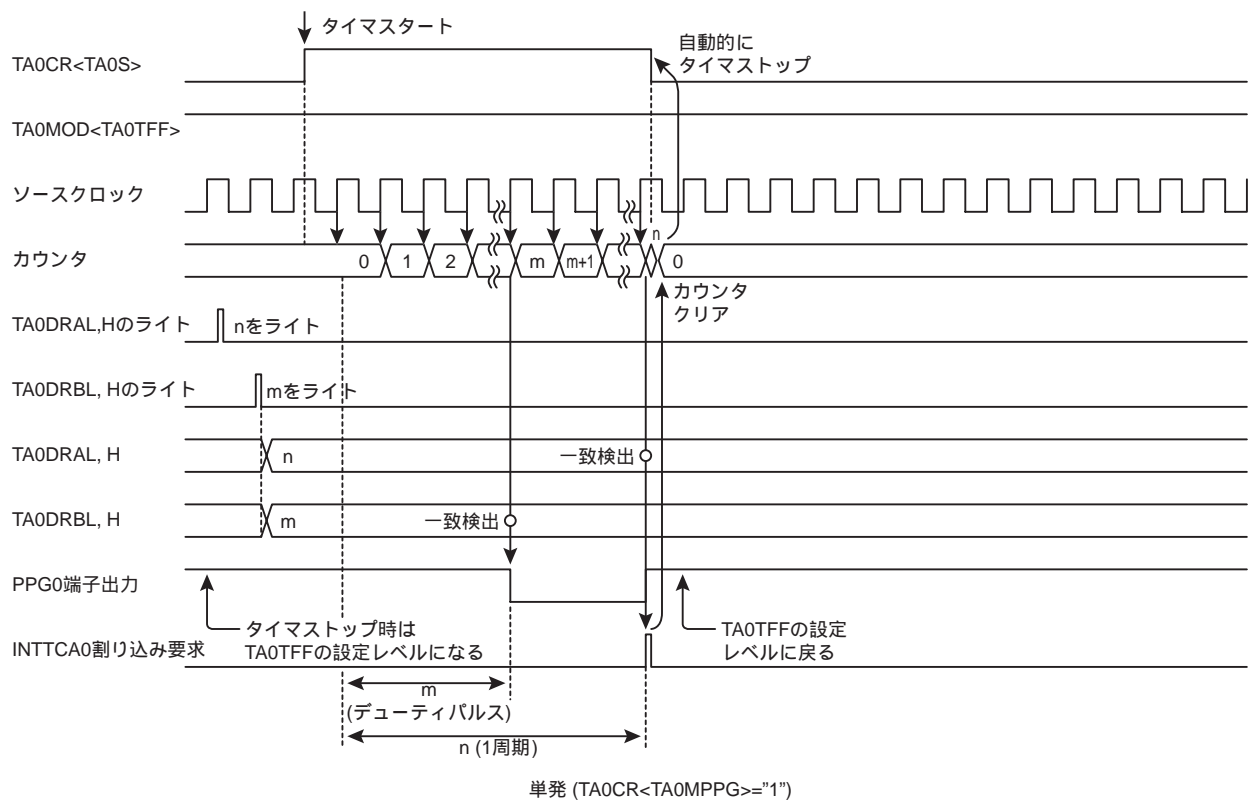 タイマスタート
自動的に
タイマストップ
TA0CR<TA0S>
TA0MOD<TA0TFF>
ソースクロック
カウンタ
0 1 2 m m+1 n 0
カウンタ
クリア
TA0DRAL,Hのライト
nをライト
TA0DRBL, Hのライト
mをライト
TA0DRAL, H
n
一致検出
TA0DRBL, H
m
一致検出
PPG0端子出力
タイマストップ時は
TA0TFFの設定レベルになる
TA0TFFの設定
レベルに戻る
INTTCA0割り込み要求
m
(デューティパルス)
n (1周期)
単発 (TA0CR<TA0MPPG>="1")